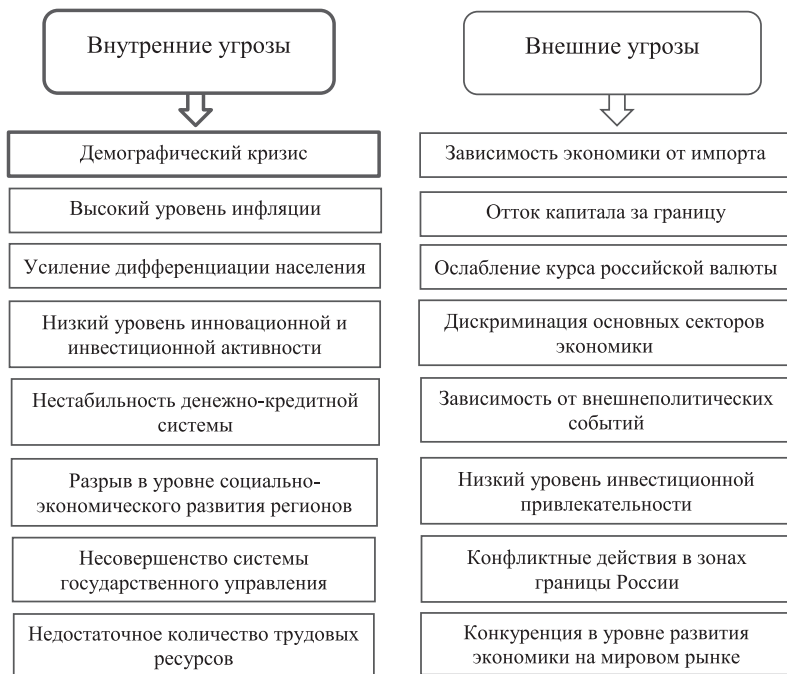 Внутренние угрозы
Демографический кризис
Высокий уровень инфляции
Усиление дифференциации населения
Низкий уровень инновационной и
инвестиционной активности
Нестабильность денежно-кредитной
системы
Разрыв в уровне социально-
экономического развития регионов
Несовершенство системы
государственного управления
Недостаточное количество трудовых
ресурсов
Внешние угрозы
Зависимость экономики от импорта
Отток капитала за границу
Ослабление курса российской валюты
Дискриминация основных секторов
экономики
Зависимость от внешнеполитических
событий
Низкий уровень инвестиционной
привлекательности
Конфликтные действия в зонах
границы России
Конкуренция в уровне развития
экономики на мировом рынке